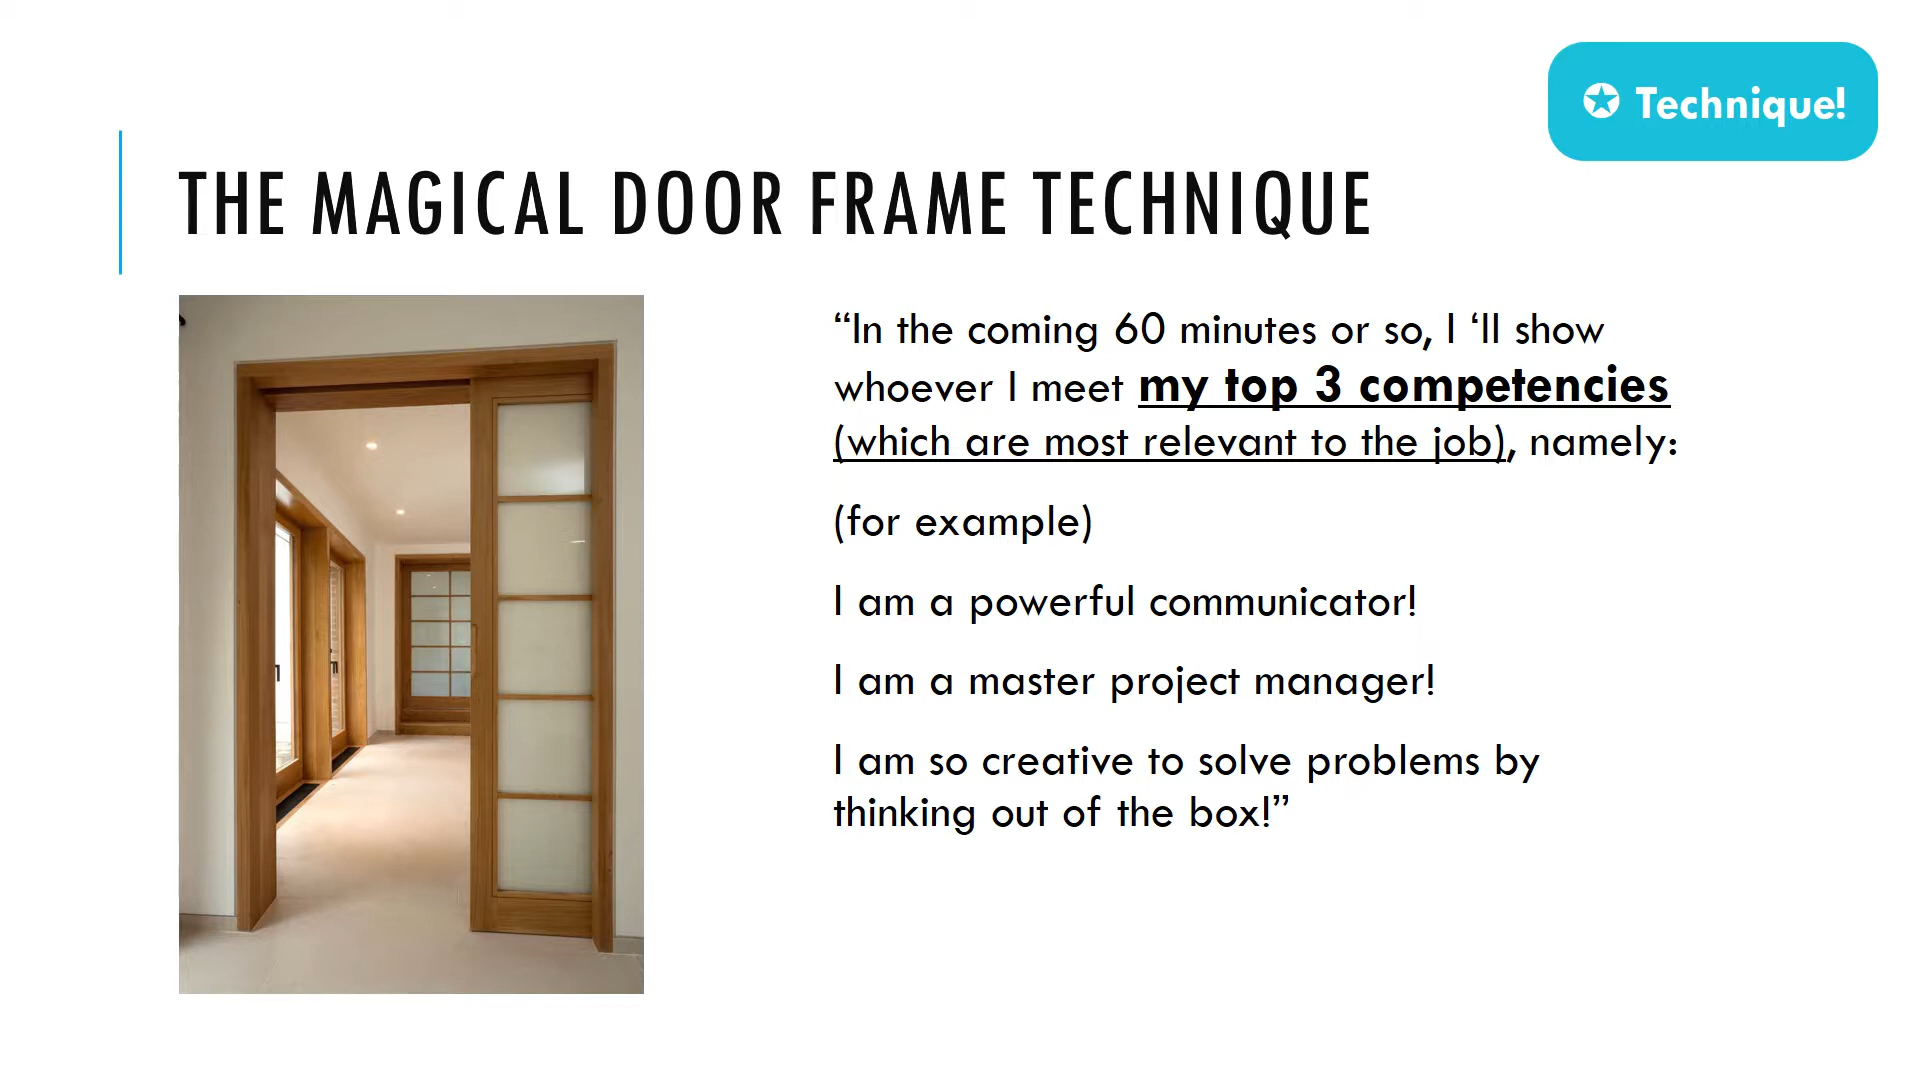 ✪ Technique!
THE MAGICAL DOOR FRAME TECHNIQUE
“In the coming 60 minutes or so, I ‘ll show
whoever I meet my top 3 competencies
(which are most relevant to the job), namely:
(for example)
I am a powerful communicator!
I am a master project manager!
I am so creative to solve problems by
thinking out of the box!”